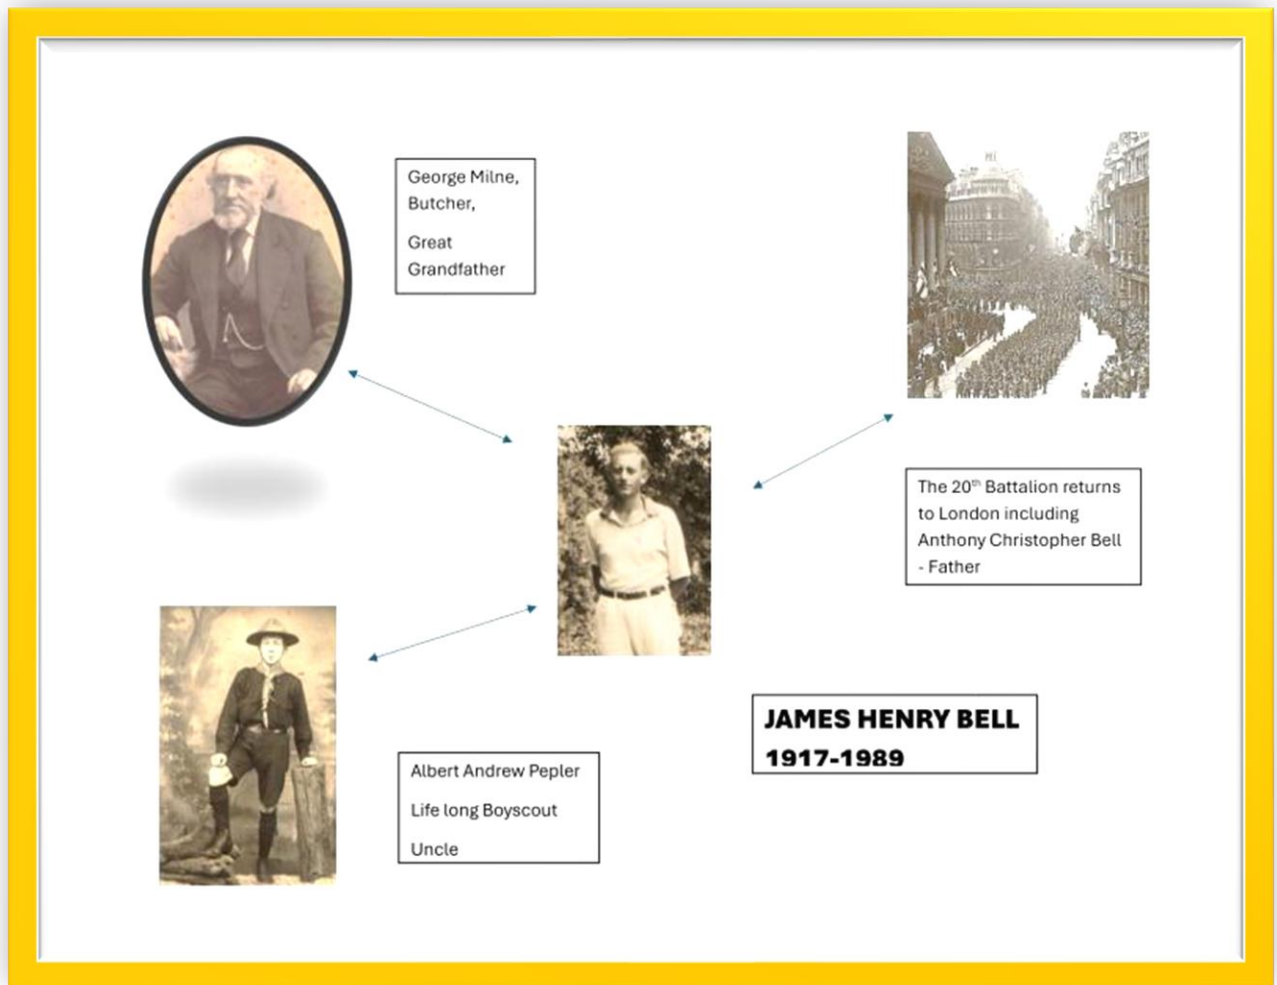 George Milne,
Butcher,
Great
Grandfather
The 20th Battalion returns
to London including
Anthony Christopher Bell
- Father
JAMES HENRY BELL
1917-1989
Albert Andrew Pepler
Life long Boyscout
Uncle